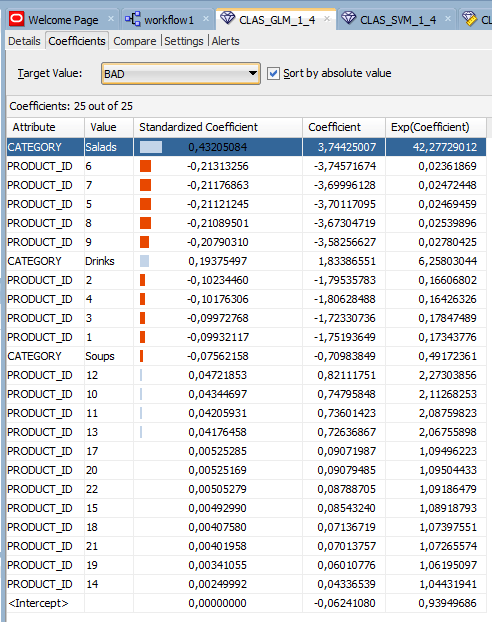 Welcome Page workflow1 CLAS_GLM_1_4 CLAS_SVM_1_4 CLAS
Details Coefficients Compare Settings Alerts
Target Value: BAD Sort by absolute value
Coefficients: 25 out of 25
Attribute Value Standardized Coefficient Coefficient Exp(Coefficient)
CATEGORY Salads 0,43205084 3,74425007 42,27729012
PRODUCT_ID 6 -0,21313256 -3,74571674 0,02361869
PRODUCT_ID 7 -0,21176863 -3,69996128 0,02472448
PRODUCT_ID 5 -0,21121245 -3,70117095 0,02469459
PRODUCT_ID 8 -0,21089501 -3,67304719 0,02539896
PRODUCT_ID 9 -0,20790310 -3,58256627 0,02780425
CATEGORY Drinks 0,19375497 1,83386551 6,25803044
PRODUCT_ID 2 -0,10234460 -1,79535783 0,16606802
PRODUCT_ID 4 -0,10176306 -1,80628488 0,16426326
PRODUCT_ID 3 -0,09972768 -1,72330736 0,17847489
PRODUCT_ID 1 -0,09932117 -1,75193649 0,17343776
CATEGORY Soups -0,07562158 -0,70983849 0,49172361
PRODUCT_ID 12 0,04721853 0,82111751 2,27303856
PRODUCT_ID 10 0,04344697 0,74795848 2,11268253
PRODUCT_ID 11 0,04205931 0,73601423 2,08759823
PRODUCT_ID 13 0,04176458 0,72636867 2,06755898
PRODUCT_ID 17 0,00525285 0,09071987 1,09496223
PRODUCT_ID 20 0,00525169 0,09079485 1,09504433
PRODUCT_ID 22 0,00505279 0,08788705 1,09186479
PRODUCT_ID 15 0,00492990 0,08543240 1,08918793
PRODUCT_ID 18 0,00407580 0,07136719 1,07397551
PRODUCT_ID 21 0,00401958 0,07013757 1,07265574
PRODUCT_ID 19 0,00341055 0,06010776 1,06195097
PRODUCT_ID 14 0,00249992 0,04336539 1,04431941
<Intercept> 0,00000000 -0,06241080 0,93949686